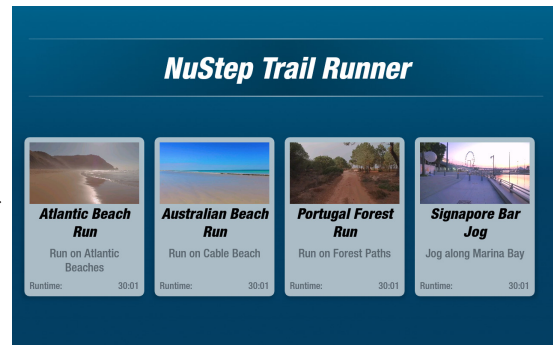 NuStep Trail Runner
Atlantic Beach
Run
Run on Atlantic
Beaches
Runtime: 30:01
Australian Beach
Run
Run on Cable Beach
Runtime: 30:01
Portugal Forest
Run
Run on Forest Paths
Runtime: 30:01
Signapore Bar
Jog
Jog along Marina Bay
Runtime: 30:01